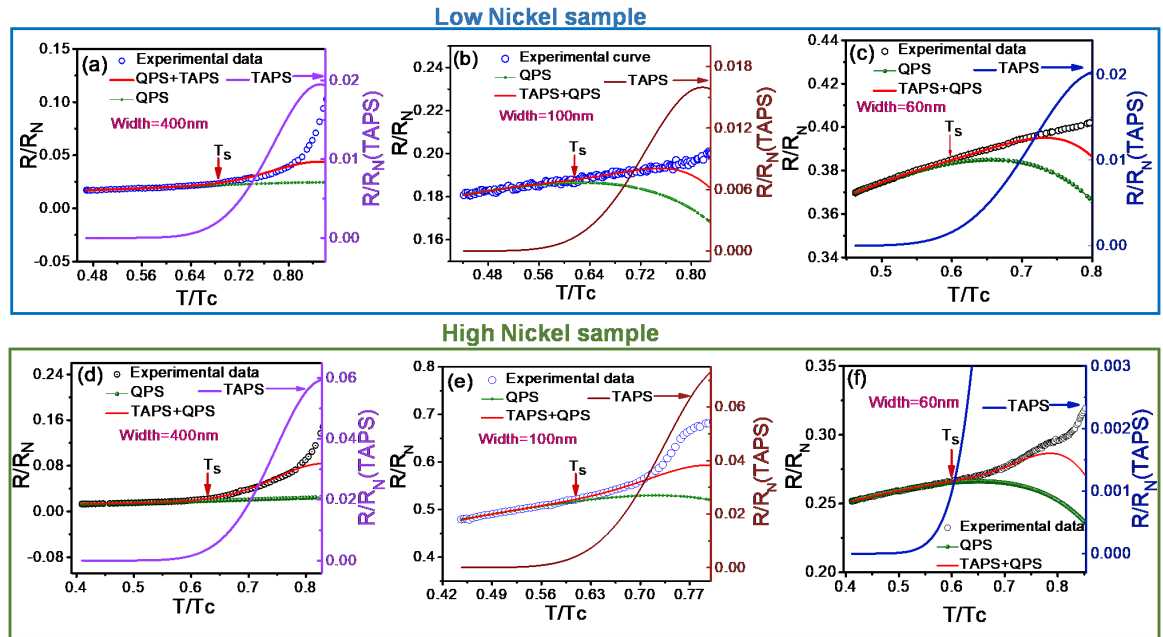 Low Nickel sample
(a)
Experimental data
QPS+TAPS
TAPS
QPS
Width=400nm
Ts
0.15
0.10
0.05
0.00
-0.05
R/RN
0.48 0.56 0.64 0.72 0.80
T/Tc
0.02
0.01
0.00
R/RN(TAPS)
(b)
Experimental curve
QPS
TAPS
TAPS+QPS
Width=100nm
Ts
0.24
0.22
0.20
0.18
0.16
R/RN
0.48 0.56 0.64 0.72 0.80
T/Tc
0.018
0.012
0.006
0.000
R/RN(TAPS)
(c)
Experimental data
QPS
TAPS
TAPS+QPS
Width=60nm
Ts
0.44
0.42
0.40
0.38
0.36
0.34
R/RN
0.5 0.6 0.7 0.8
T/Tc
0.02
0.01
0.00
R/RN(TAPS)
High Nickel sample
(d)
Experimental data
QPS
TAPS
TAPS+QPS
Width=400nm
Ts
0.24
0.16
0.08
0.00
-0.08
R/RN
0.4 0.5 0.6 0.7 0.8
T/Tc
0.06
0.04
0.02
0.00
R/RN(TAPS)
(e)
Experimental data
QPS
TAPS
TAPS+QPS
Width=100nm
Ts
0.8
0.7
0.6
0.5
0.4
R/RN
0.42 0.49 0.56 0.63 0.70 0.77
T/Tc
0.06
0.04
0.02
0.00
R/RN(TAPS)
(f)
Width=60nm
TAPS
Ts
Experimental data
QPS
TAPS+QPS
0.35
0.30
0.25
0.20
R/RN
0.4 0.5 0.6 0.7 0.8
T/Tc
0.003
0.002
0.001
0.000
R/RN(TAPS)